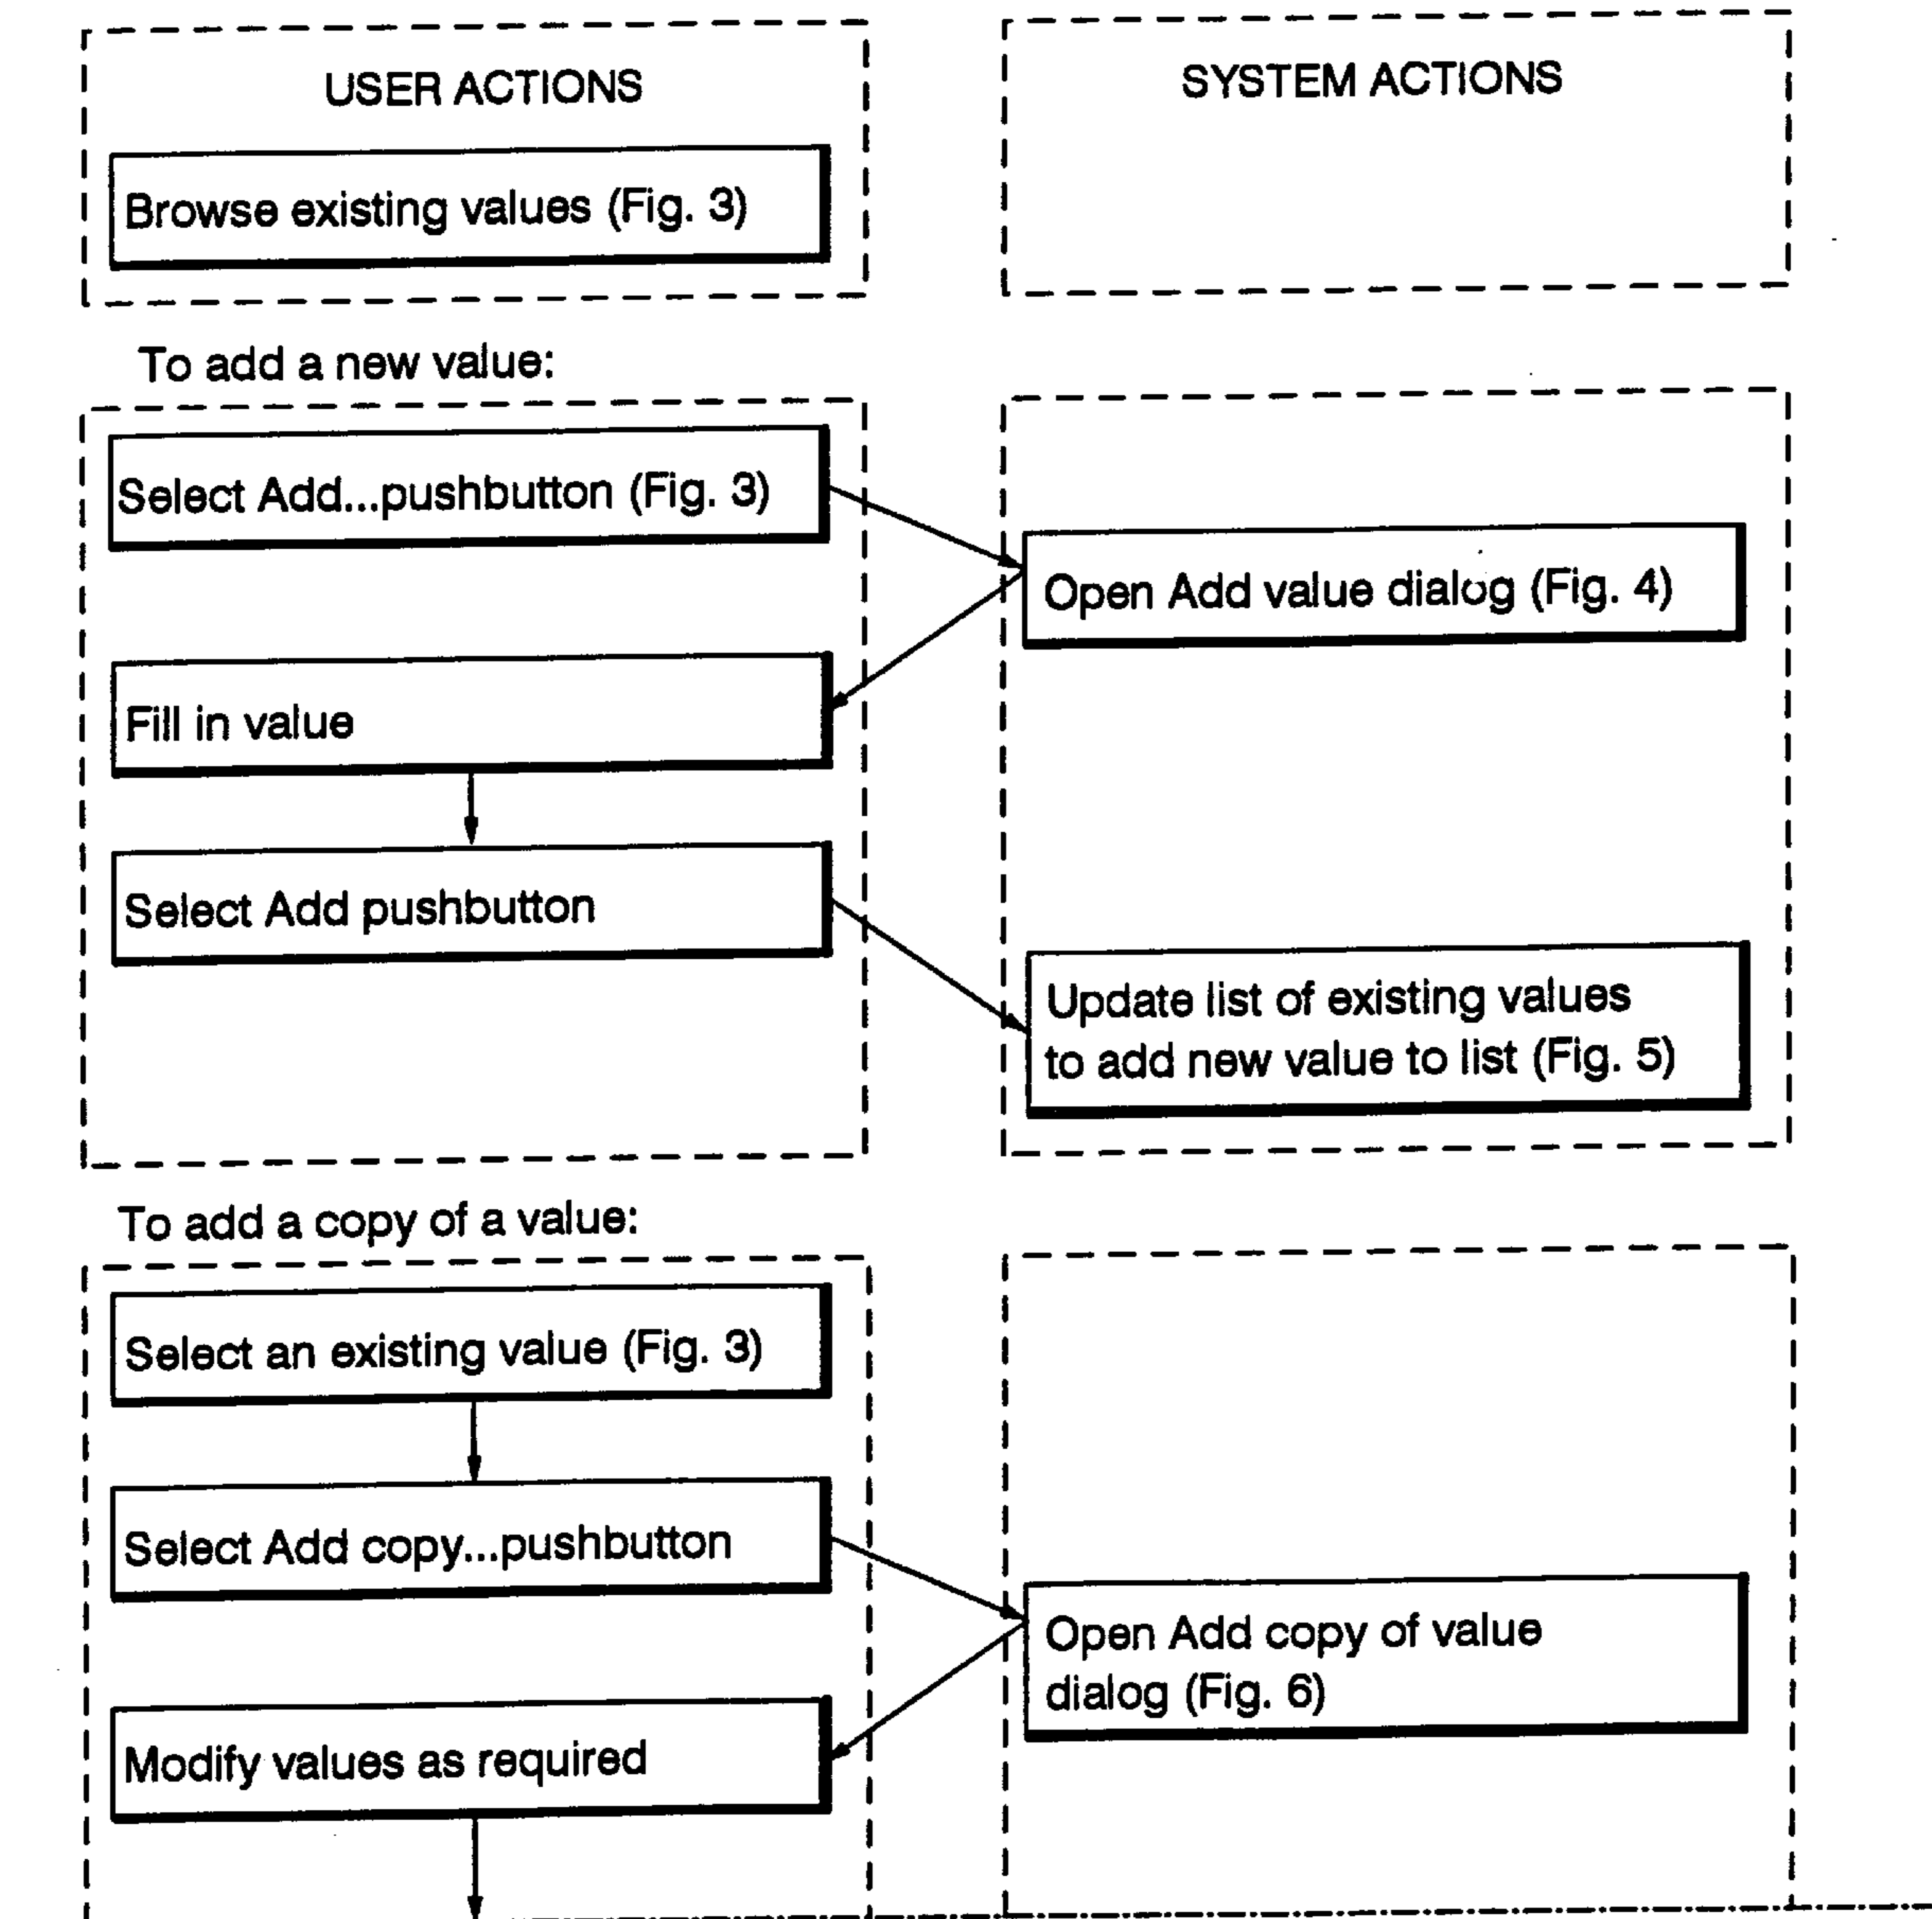 USER ACTIONS
SYSTEM ACTIONS
Browse existing values (Fig. 3)
To add a new value:
Select Add...pushbutton (Fig. 3)
Open Add value dialog (Fig. 4)
Fill in value
Select Add pushbutton
Update list of existing values
to add new value to list (Fig. 5)
To add a copy of a value:
Select an existing value (Fig. 3)
Select Add copy...pushbutton
Open Add copy of value
dialog (Fig. 6)
Modify values as required